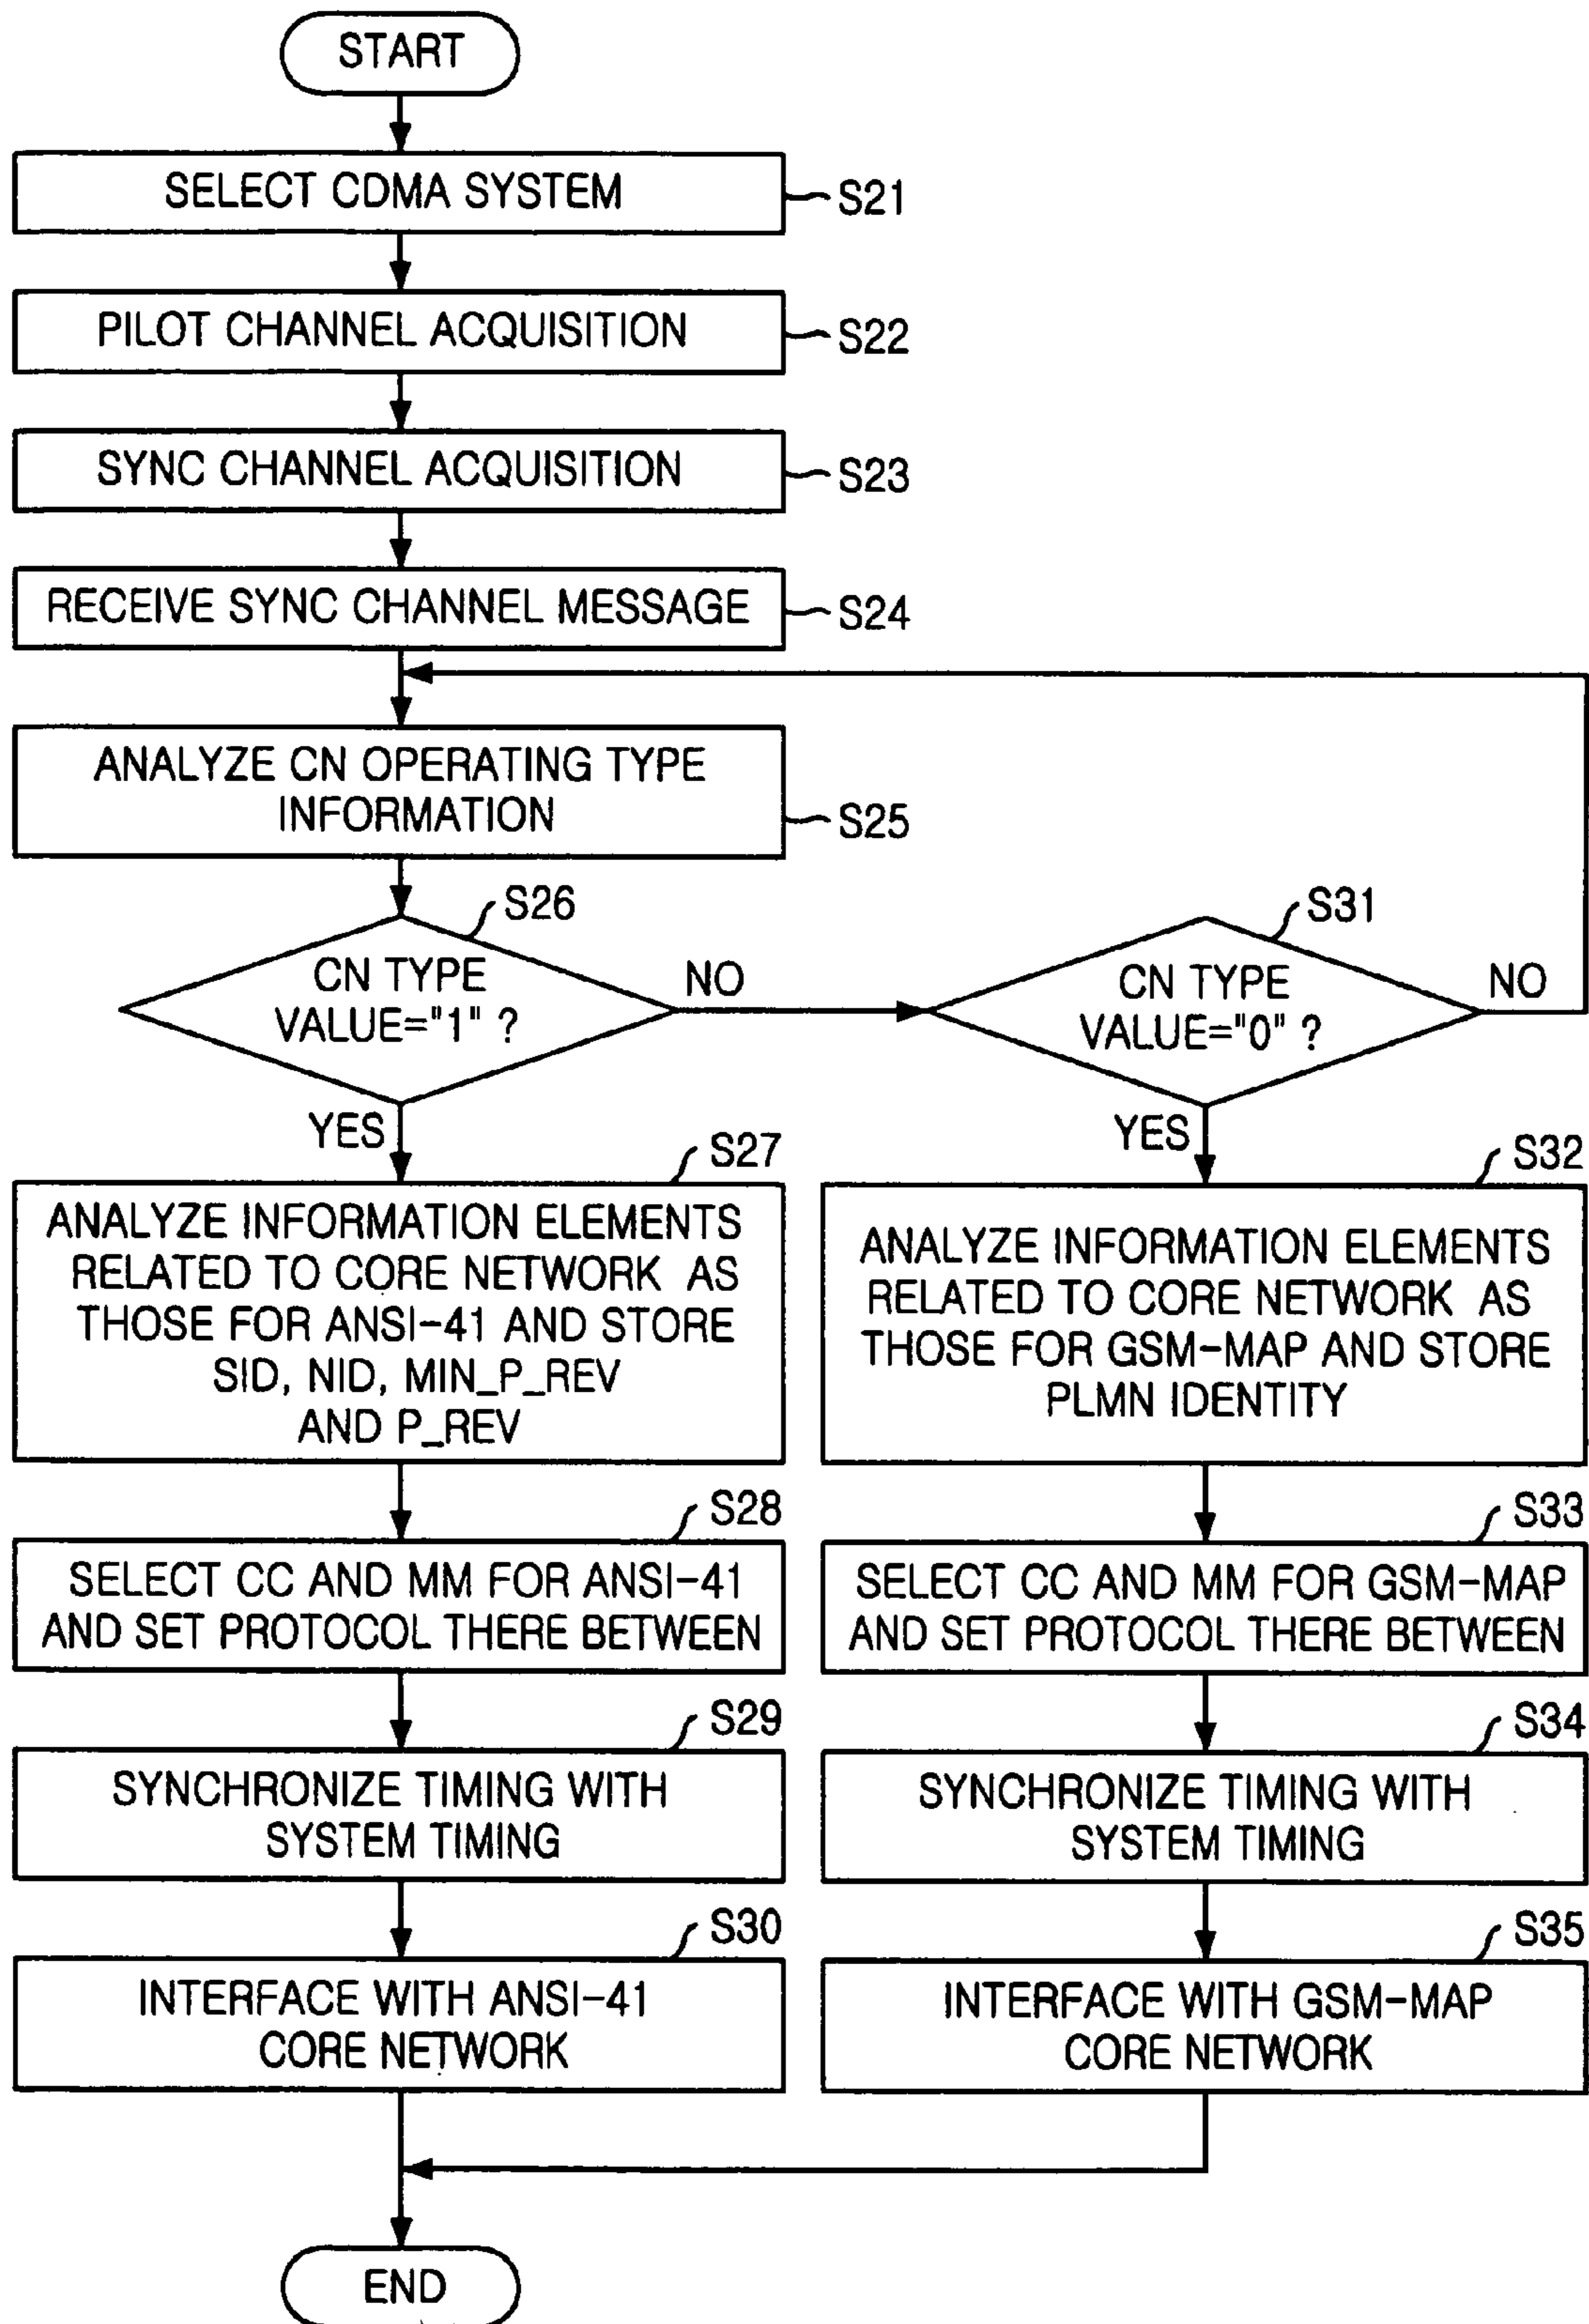 START
SELECT CDMA SYSTEM
S21
PILOT CHANNEL ACQUISITION
S22
SYNC CHANNEL ACQUISITION
S23
RECEIVE SYNC CHANNEL MESSAGE
S24
ANALYZE CN OPERATING TYPE
INFORMATION
S25
S26
CN TYPE
VALUE="1" ?
NO
YES
S31
CN TYPE
VALUE="0" ?
NO
YES
S27
ANALYZE INFORMATION ELEMENTS
RELATED TO CORE NETWORK AS
THOSE FOR ANSI-41 AND STORE
SID, NID, MIN_P_REV
AND P_REV
S32
ANALYZE INFORMATION ELEMENTS
RELATED TO CORE NETWORK AS
THOSE FOR GSM-MAP AND STORE
PLMN IDENTITY
S28
SELECT CC AND MM FOR ANSI-41
AND SET PROTOCOL THERE BETWEEN
S33
SELECT CC AND MM FOR GSM-MAP
AND SET PROTOCOL THERE BETWEEN
S29
SYNCHRONIZE TIMING WITH
SYSTEM TIMING
S34
SYNCHRONIZE TIMING WITH
SYSTEM TIMING
S30
INTERFACE WITH ANSI-41
CORE NETWORK
S35
INTERFACE WITH GSM-MAP
CORE NETWORK
END